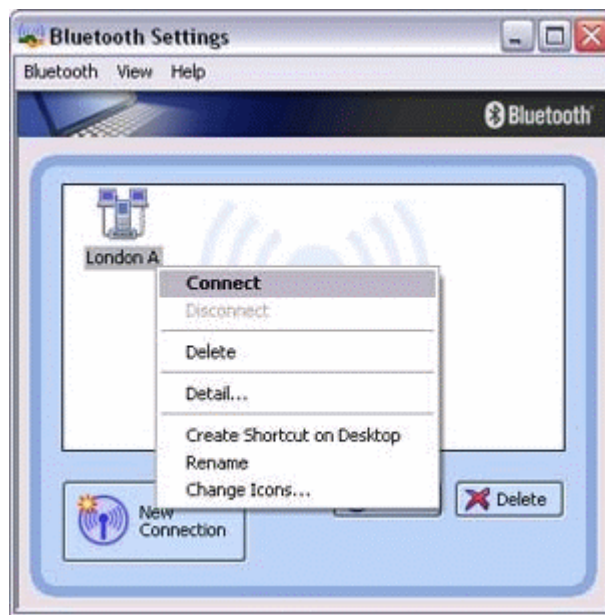 Bluetooth Settings
Bluetooth View Help
Bluetooth
London A
Connect
Disconnect
Delete
Detail...
Create Shortcut on Desktop
Rename
Change Icons...
New
Connection
Delete